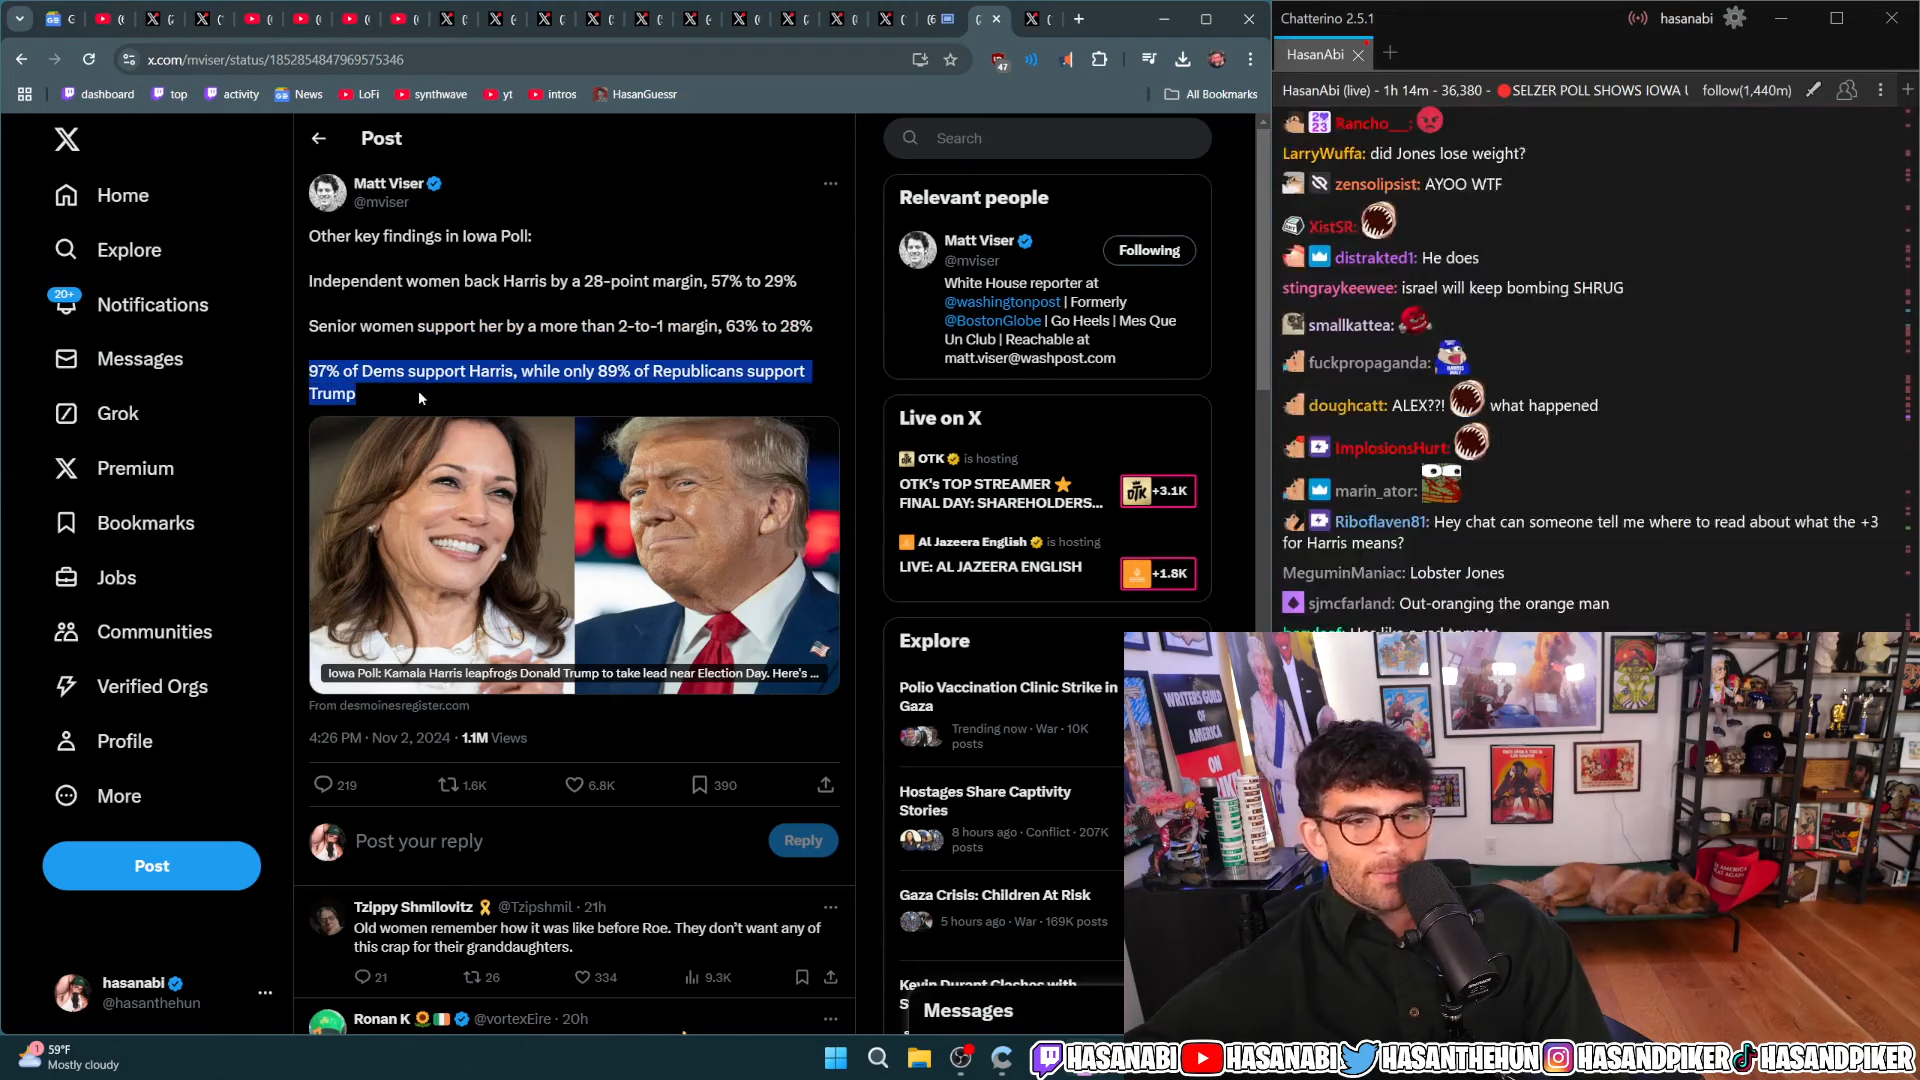 x.com/mviser/status/1852854847969575346
47
dashboard
top
activity
News
LoFi
synthwave
yt
intros
HasanGuessr
All Bookmarks
Home
Explore
20+
Notifications
Messages
Grok
Premium
Bookmarks
Jobs
Communities
Verified Orgs
Profile
More
Post
hasanabi
@hasanthehun
Post
Matt Viser
@mviser
Other key findings in Iowa Poll:
Independent women back Harris by a 28-point margin, 57% to 29%
Senior women support her by a more than 2-to-1 margin, 63% to 28%
97% of Dems support Harris, while only 89% of Republicans support
Trump
Iowa Poll: Kamala Harris leapfrogs Donald Trump to take lead near Election Day. Here's ...
From desmoinesregister.com
4:26 PM · Nov 2, 2024 · 1.1M Views
219
1.6K
6.8K
390
Post your reply
Reply
Tzippy Shmilovitz 🎗️ @Tzipshmil · 21h
Old women remember how it was like before Roe. They don't want any of
this crap for their granddaughters.
21
26
334
9.3K
Ronan K 🌻🇮🇪 @vortexEire · 20h
Search
Relevant people
Matt Viser
@mviser
Following
White House reporter at
@washingtonpost | Formerly
@BostonGlobe | Go Heels | Mes Que
Un Club | Reachable at
matt.viser@washpost.com
Live on X
OTK is hosting
OTK's TOP STREAMER ⭐
FINAL DAY: SHAREHOLDERS...
OTK
+3.1K
Al Jazeera English is hosting
LIVE: AL JAZEERA ENGLISH
+1.8K
Explore
Polio Vaccination Clinic Strike in
Gaza
Trending now · War · 10K
posts
Hostages Share Captivity
Stories
8 hours ago · Conflict · 207K
posts
Gaza Crisis: Children At Risk
5 hours ago · War · 169K posts
Kevin Durant Clashes with
Messages
Chatterino 2.5.1
hasanabi
HasanAbi
HasanAbi (live) - 1h 14m - 36,380 - 🔴SELZER POLL SHOWS IOWA
follow(1,440m)
Rancho__:
LarryWuffa: did Jones lose weight?
zensolipsist: AYOO WTF
XistSR:
distrakted1: He does
stingraykeewee: israel will keep bombing SHRUG
smallkattea:
fuckpropaganda:
doughcatt: ALEX??! what happened
ImplosionsHurt:
marin_ator:
Riboflaven81: Hey chat can someone tell me where to read about what the +3
for Harris means?
MeguminManiac: Lobster Jones
sjmcfarland: Out-oranging the orange man
WRITERS GUILD
OF
AMERICA
ON
1
59°F
Mostly cloudy
HASANABI
HASANABI
HASANTHEHUN
HASANDPIKER
HASANDPIKER